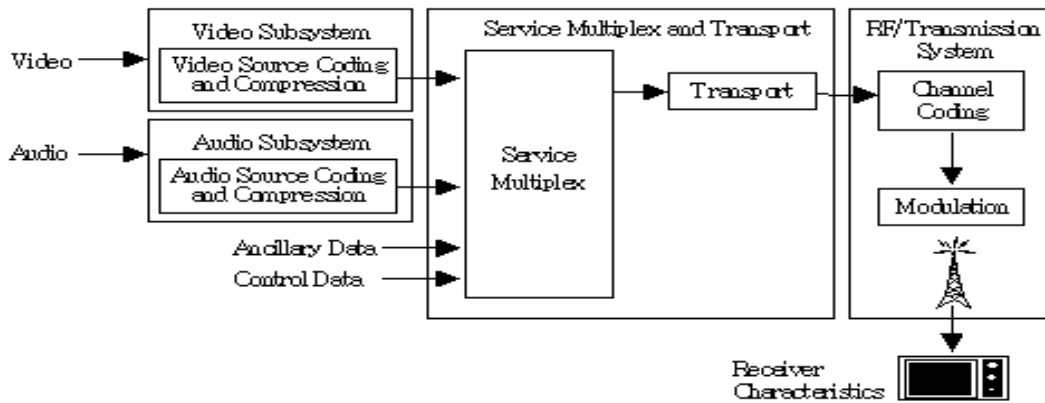 Video
Video Subsystem
Video Source Coding
and Compression
Audio
Audio Subsystem
Audio Source Coding
and Compression
Ancillary Data
Control Data
Service Multiplex and Transport
Service
Multiplex
Transport
RF/Transmission
System
Channel
Coding
Modulation
Receiver
Characteristics